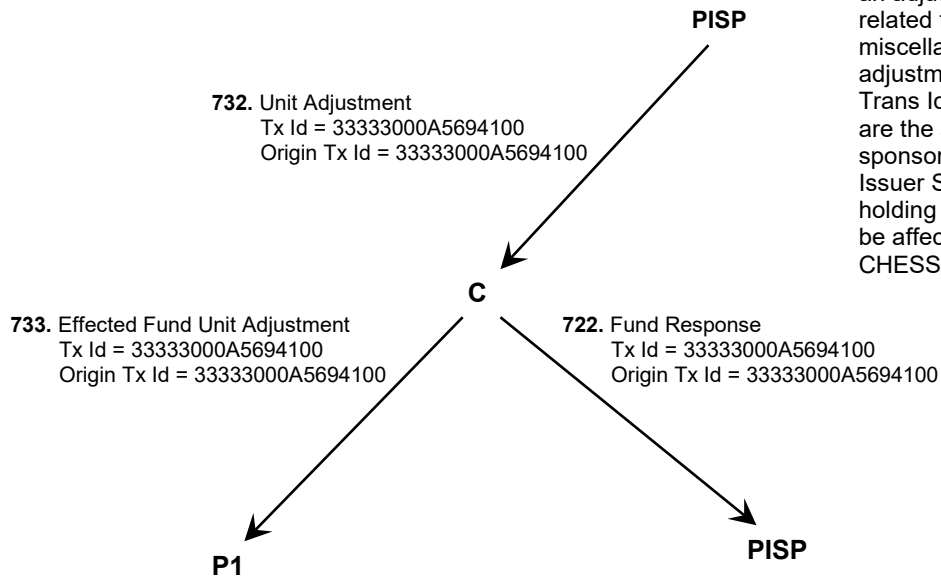 PISP
related
miscella
adjustm
Trans Id
are the
sponsor
Issuer S
holding
be affec
CHESS
732. Unit Adjustment
Tx Id = 33333000A5694100
Origin Tx Id = 33333000A5694100
C
733. Effected Fund Unit Adjustment
Tx Id = 33333000A5694100
Origin Tx Id = 33333000A5694100
722. Fund Response
Tx Id = 33333000A5694100
Origin Tx Id = 33333000A5694100
P1
PISP